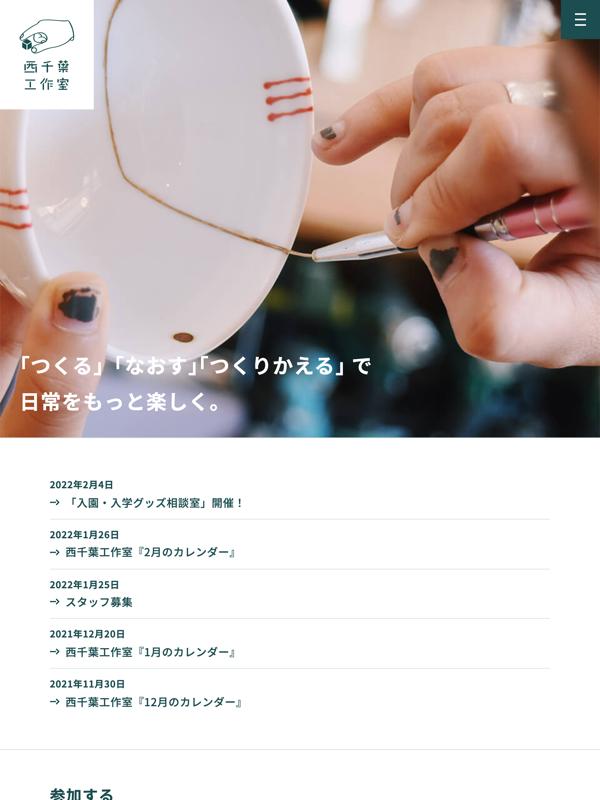 西千葉
工作室
「つくる」「なおす」「つくりかえる」で
日常をもっと楽しく。
2022年2月4日
「入園・入学グッズ相談室」開催！
2022年1月26日
西千葉工作室『2月のカレンダー』
2022年1月25日
スタッフ募集
2021年12月20日
西千葉工作室『1月のカレンダー』
2021年11月30日
西千葉工作室『12月のカレンダー』
参加する